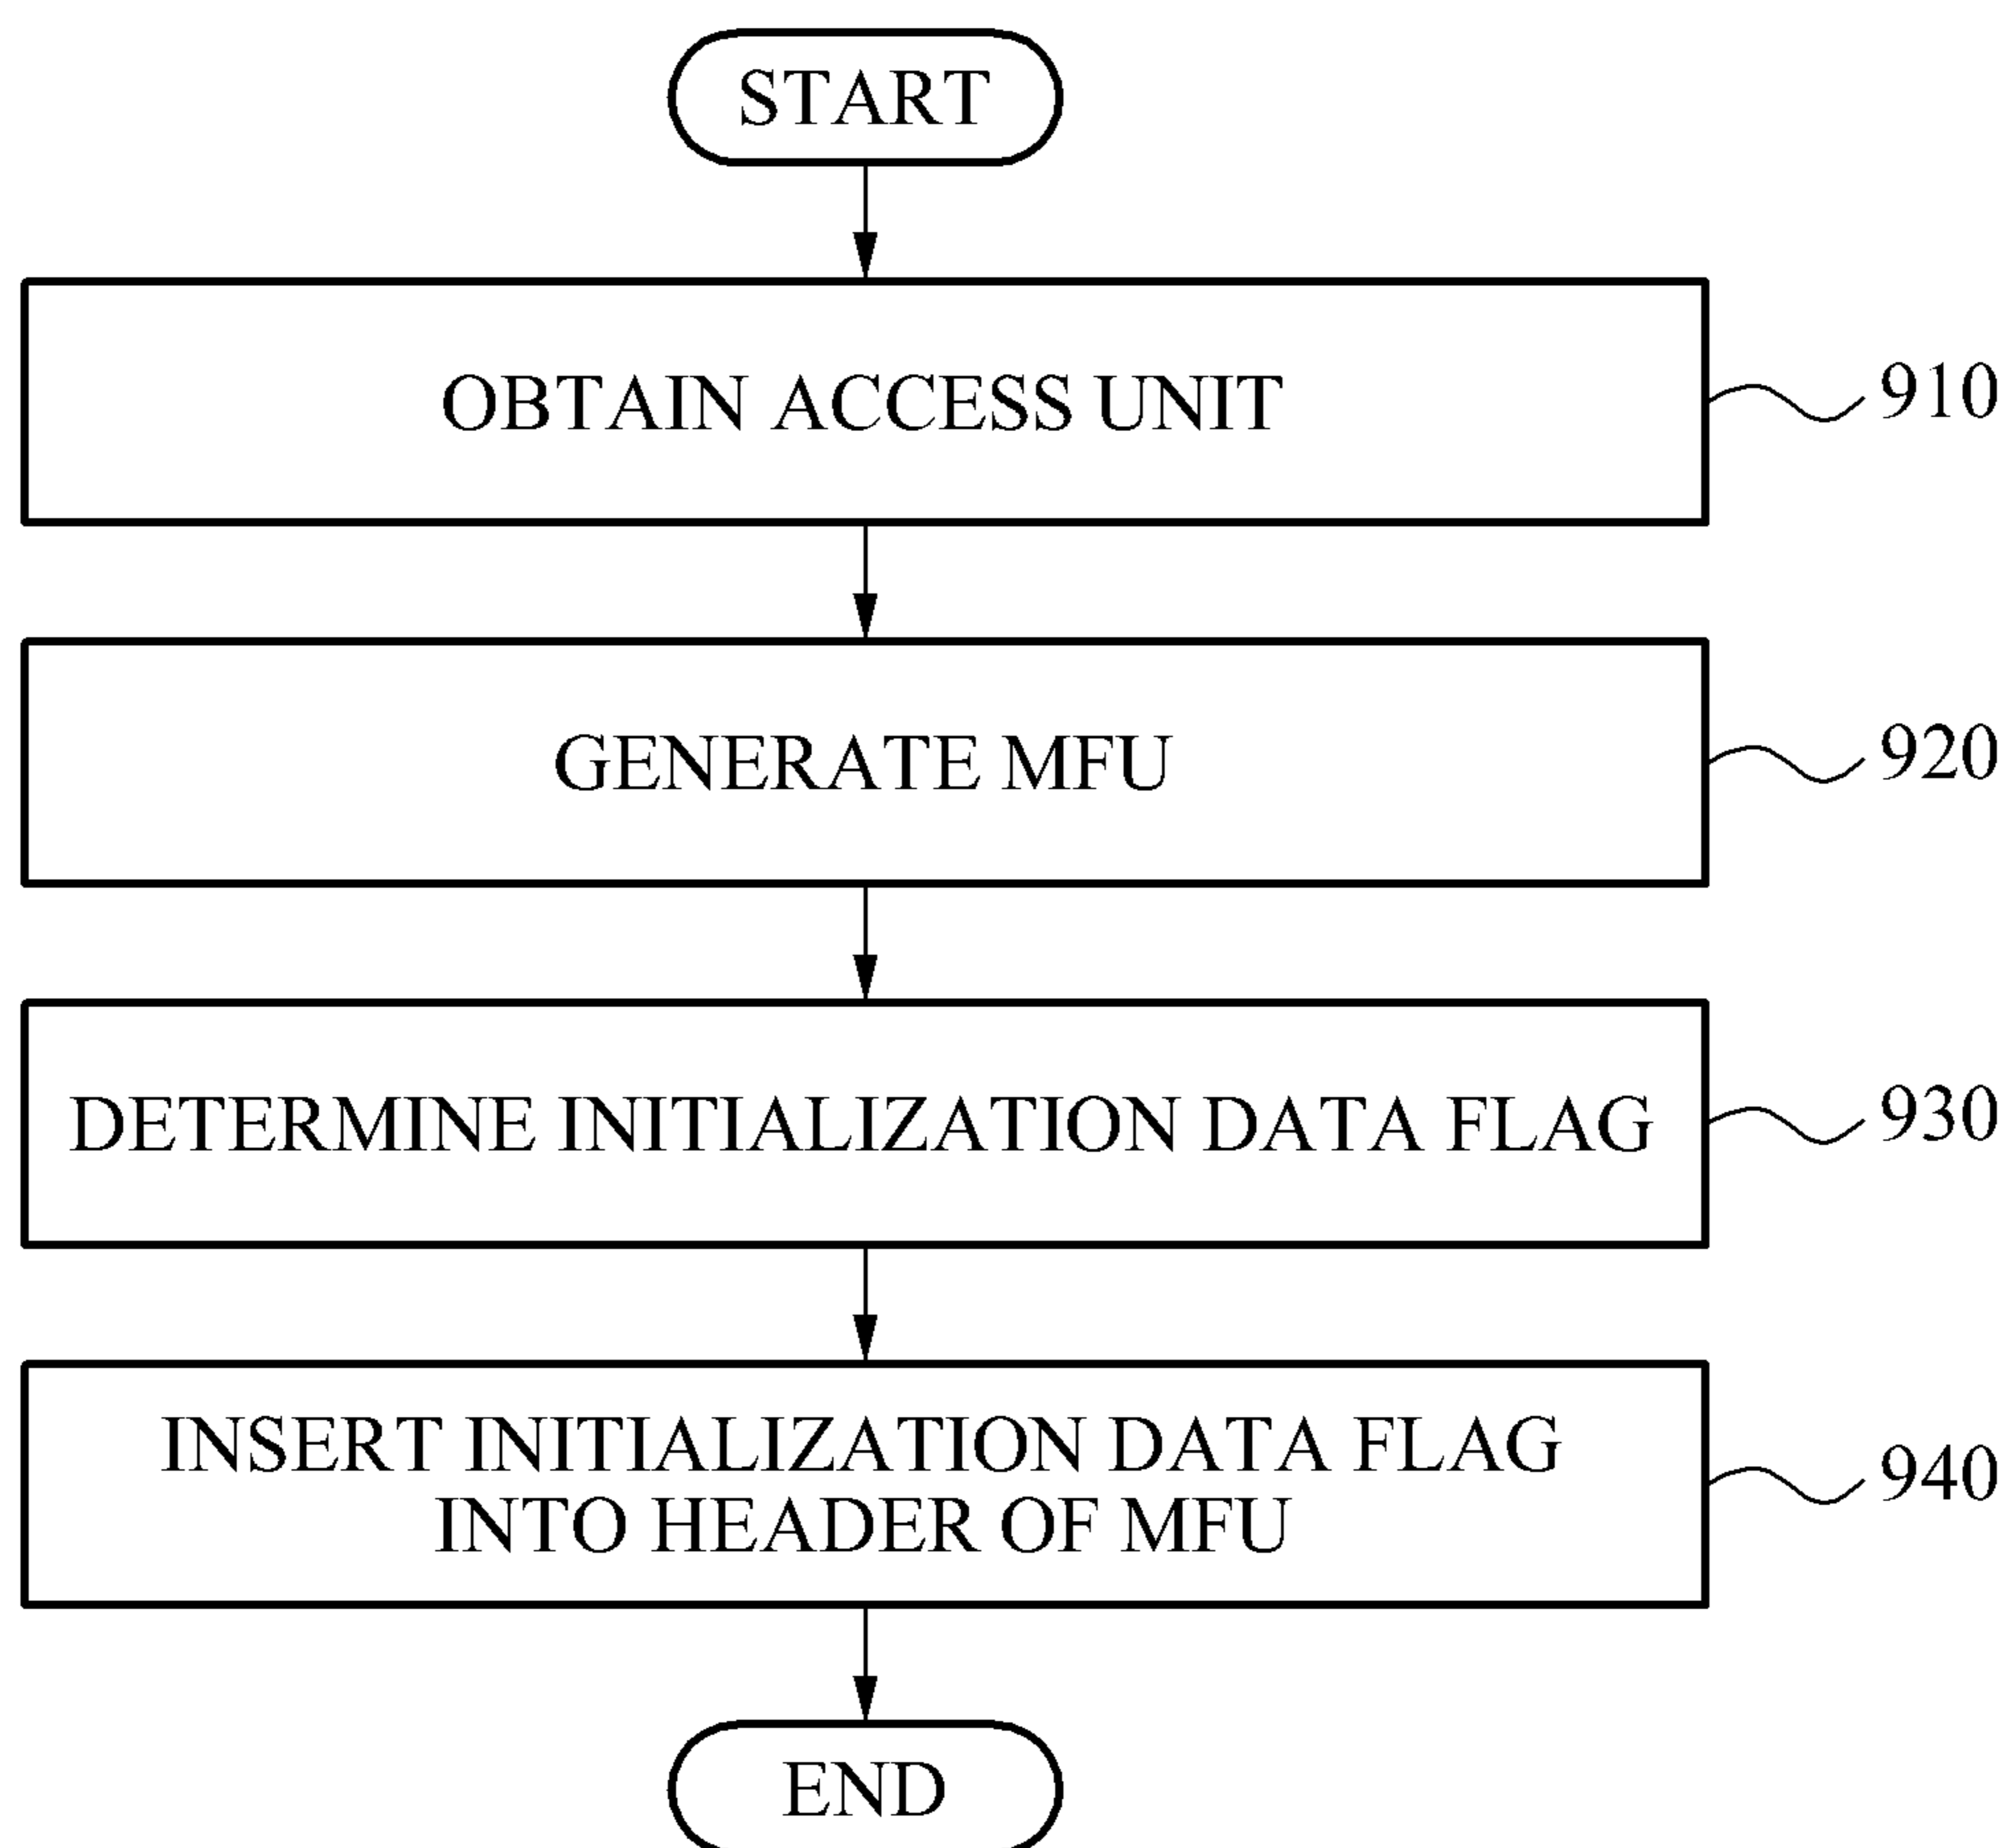 START
OBTAIN ACCESS UNIT
910
GENERATE MFU
920
DETERMINE INITIALIZATION DATA FLAG
930
INSERT INITIALIZATION DATA FLAG
INTO HEADER OF MFU
940
END